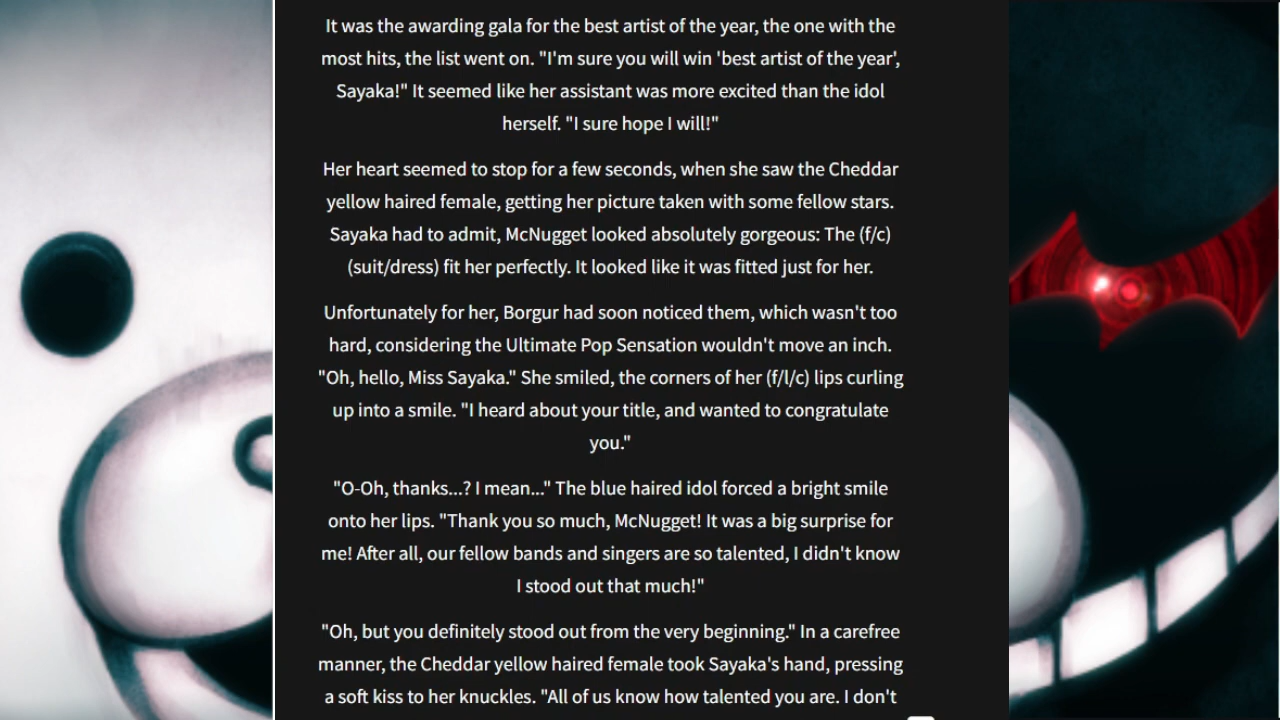 It was the awarding gala for the best artist of the year, the one with the
most hits, the list went on. "I'm sure you will win 'best artist of the year',
Sayaka!" It seemed like her assistant was more excited than the idol
herself. "I sure hope I will!"
Her heart seemed to stop for a few seconds, when she saw the Cheddar
yellow haired female, getting her picture taken with some fellow stars.
Sayaka had to admit, McNugget looked absolutely gorgeous: The (f/c)
(suit/dress) fit her perfectly. It looked like it was fitted just for her.
Unfortunately for her, Borgur had soon noticed them, which wasn't too
hard, considering the Ultimate Pop Sensation wouldn't move an inch.
"Oh, hello, Miss Sayaka." She smiled, the corners of her (f/l/c) lips curling
up into a smile. "I heard about your title, and wanted to congratulate
you."
"O-Oh, thanks...? I mean..." The blue haired idol forced a bright smile
onto her lips. "Thank you so much, McNugget! It was a big surprise for
me! After all, our fellow bands and singers are so talented, I didn't know
I stood out that much!"
"Oh, but you definitely stood out from the very beginning." In a carefree
manner, the Cheddar yellow haired female took Sayaka's hand, pressing
a soft kiss to her knuckles. "All of us know how talented you are. I don't